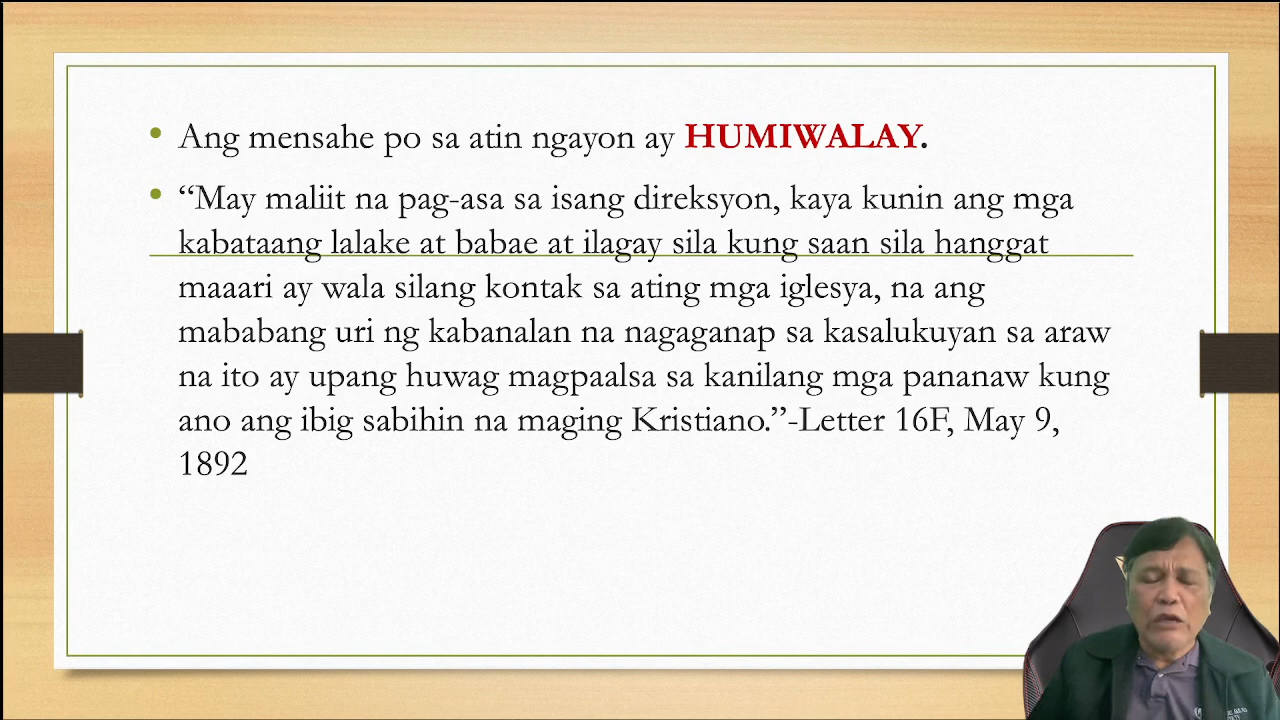 Ang mensahe po sa atin ngayon ay HUMIWALAY.
“May maliit na pag-asa sa isang direksyon, kaya kunin ang mga
kabataang lalake at babae at ilagay sila kung saan sila hanggat
maaari ay wala silang kontak sa ating mga iglesya, na ang
mababang uri ng kabanalan na nagaganap sa kasalukuyan sa araw
na ito ay upang huwag magpaalsa sa kanilang mga pananaw kung
ano ang ibig sabihin na maging Kristiano.”-Letter 16F, May 9,
1892